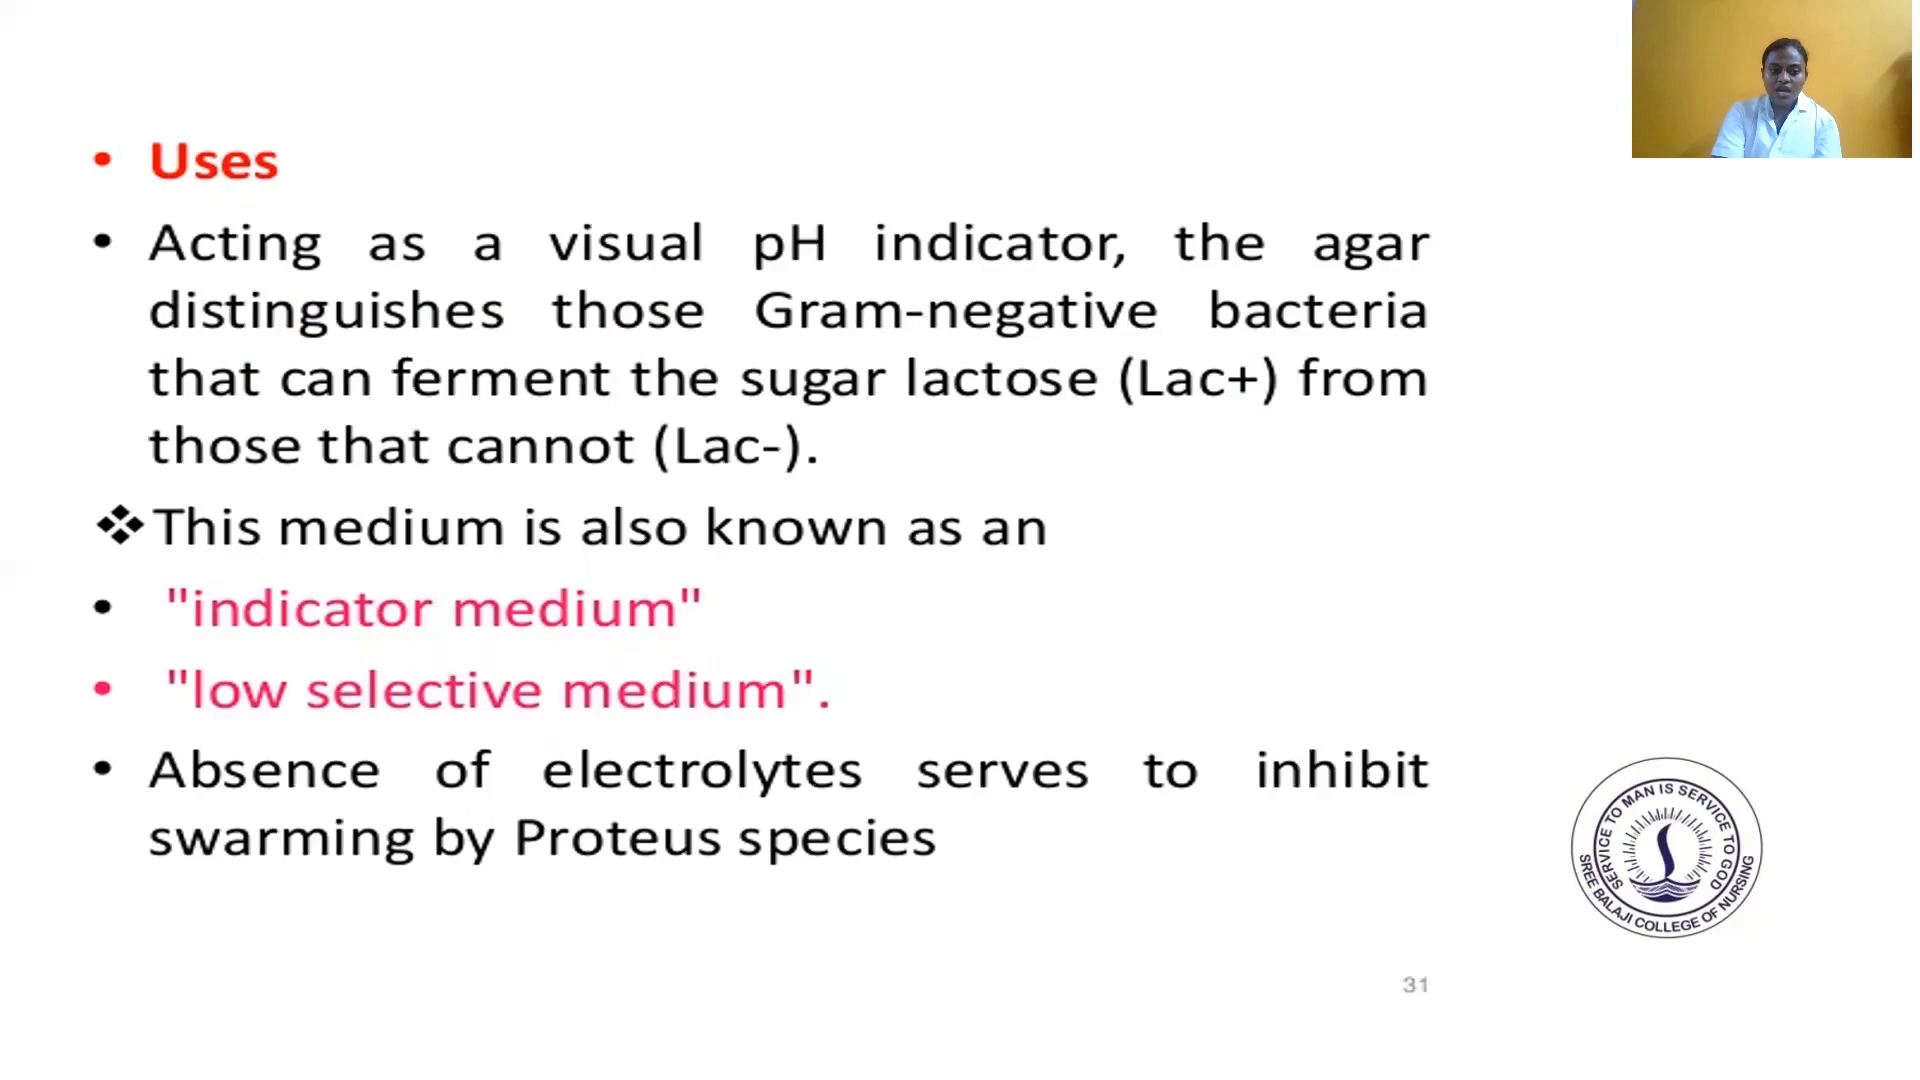 • Uses
• Acting as a visual pH indicator, the agar
distinguishes those Gram-negative bacteria
that can ferment the sugar lactose (Lac+) from
those that cannot (Lac-).
❖This medium is also known as an
• "indicator medium"
• "low selective medium".
• Absence of electrolytes serves to inhibit
swarming by Proteus species
SERVICE TO MAN IS SERVICE TO GOD
SREE BALAJI COLLEGE OF NURSING
31